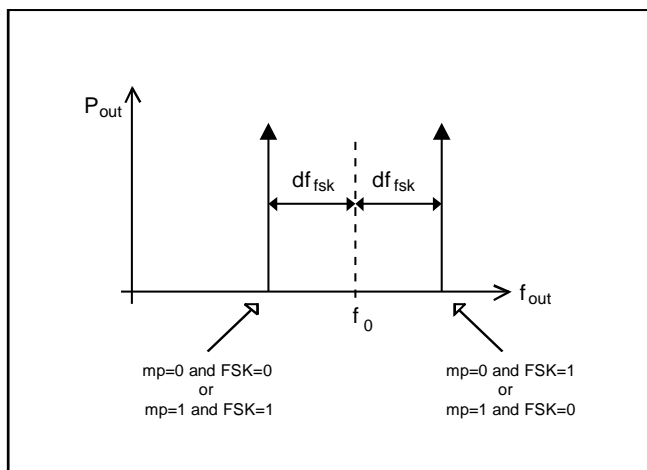 P out
df fsk
df fsk
f out
f 0
mp=0 and FSK=0
or
mp=1 and FSK=1
mp=0 and FSK=1
or
mp=1 and FSK=0